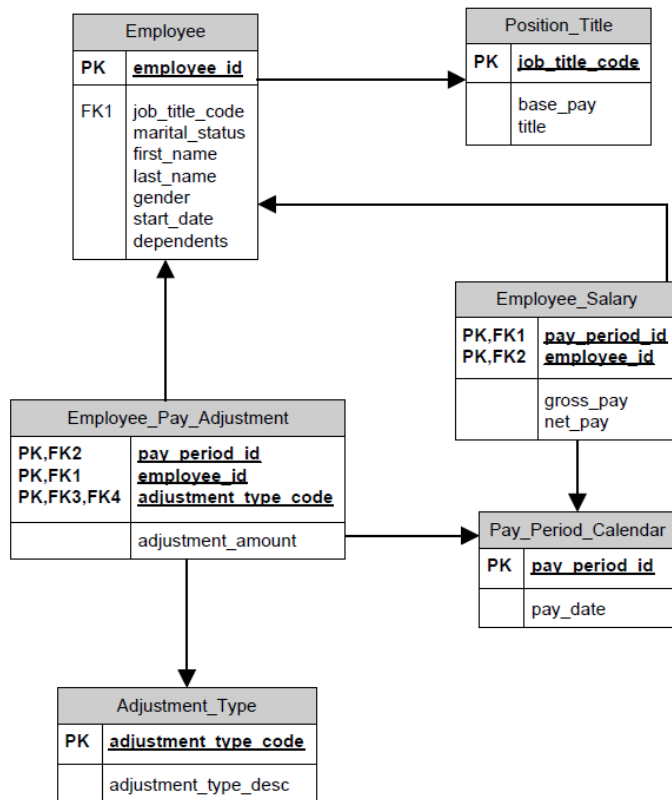 Employee
PK employee_id
FK1 job_title_code
marital_status
first_name
last_name
gender
start_date
dependents
Position_Title
PK job_title_code
base_pay
title
Employee_Salary
PK,FK1 pay_period_id
PK,FK2 employee_id
gross_pay
net_pay
Employee_Pay_Adjustment
PK,FK2 pay_period_id
PK,FK1 employee_id
PK,FK3,FK4 adjustment_type_code
adjustment_amount
Pay_Period_Calendar
PK pay_period_id
pay_date
Adjustment_Type
PK adjustment_type_code
adjustment_type_desc